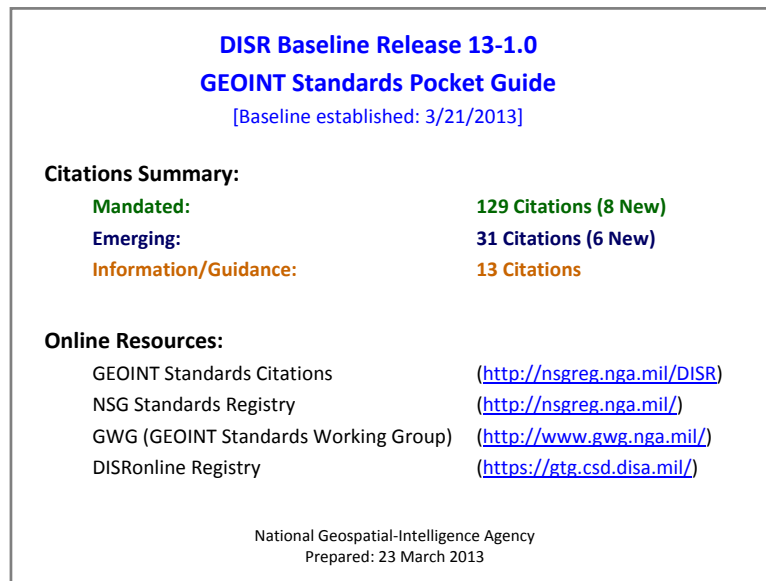 DISR Baseline Release 13-1.0
GEOINT Standards Pocket Guide
[Baseline established: 3/21/2013]
Citations Summary:
Mandated: 129 Citations (8 New)
Emerging: 31 Citations (6 New)
Information/Guidance: 13 Citations
Online Resources:
GEOINT Standards Citations (http://nsgreg.nga.mil/DISR)
NSG Standards Registry (http://nsgreg.nga.mil/)
GWG (GEOINT Standards Working Group) (http://www.gwg.nga.mil/)
DISRonline Registry (https://gtg.csd.disa.mil/)
National Geospatial-Intelligence Agency
Prepared: 23 March 2013